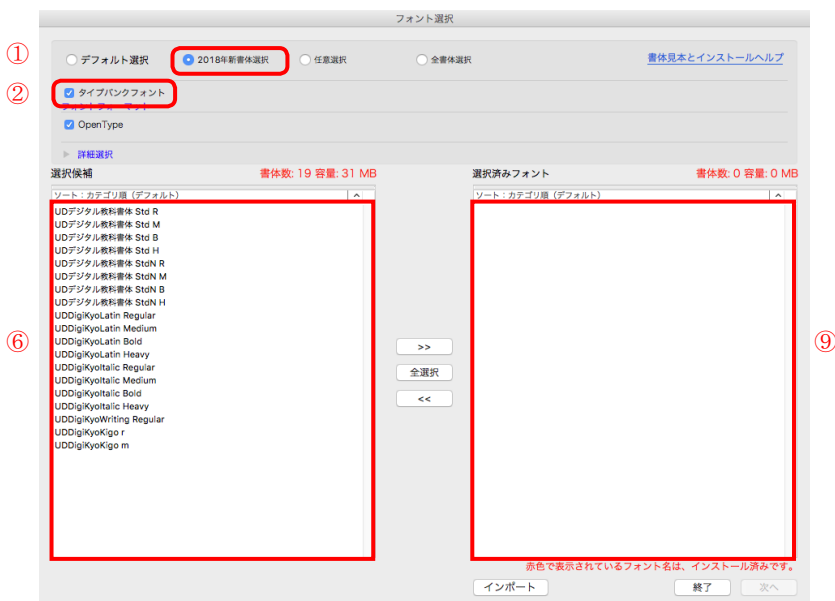 フォント選択
①
デフォルト選択 2018年新書体選択 任意選択 全書体選択 書体見本とインストールヘルプ
②
タイプバンクフォント
フォントフォーマット
OpenType
詳細選択
選択候補 書体数: 19 容量: 31 MB
選択済みフォント 書体数: 0 容量: 0 MB
ソート：カテゴリ順（デフォルト）
ソート：カテゴリ順（デフォルト）
UDデジタル教科書体 Std R
UDデジタル教科書体 Std M
UDデジタル教科書体 Std B
UDデジタル教科書体 Std H
UDデジタル教科書体 StdN R
UDデジタル教科書体 StdN M
UDデジタル教科書体 StdN B
UDデジタル教科書体 StdN H
UDDigiKyoLatin Regular
UDDigiKyoLatin Medium
UDDigiKyoLatin Bold
UDDigiKyoLatin Heavy
UDDigiKyoItalic Regular
UDDigiKyoItalic Medium
UDDigiKyoItalic Bold
UDDigiKyoItalic Heavy
UDDigiKyoWriting Regular
UDDigiKyoKigo r
UDDigiKyoKigo m
⑥
>>
全選択
<<
⑨
赤色で表示されているフォント名は、インストール済みです。
インポート 終了 次へ